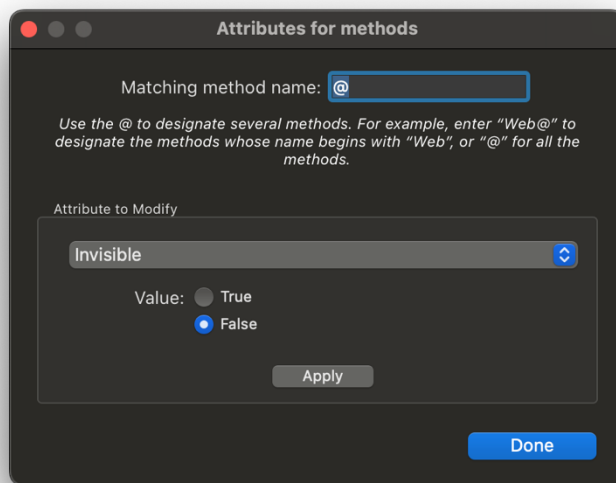 Attributes for methods
Matching method name: @
Use the @ to designate several methods. For example, enter “Web@” to
designate the methods whose name begins with “Web”, or “@” for all the
methods.
Attribute to Modify
Invisible
Value: True
False
Apply
Done